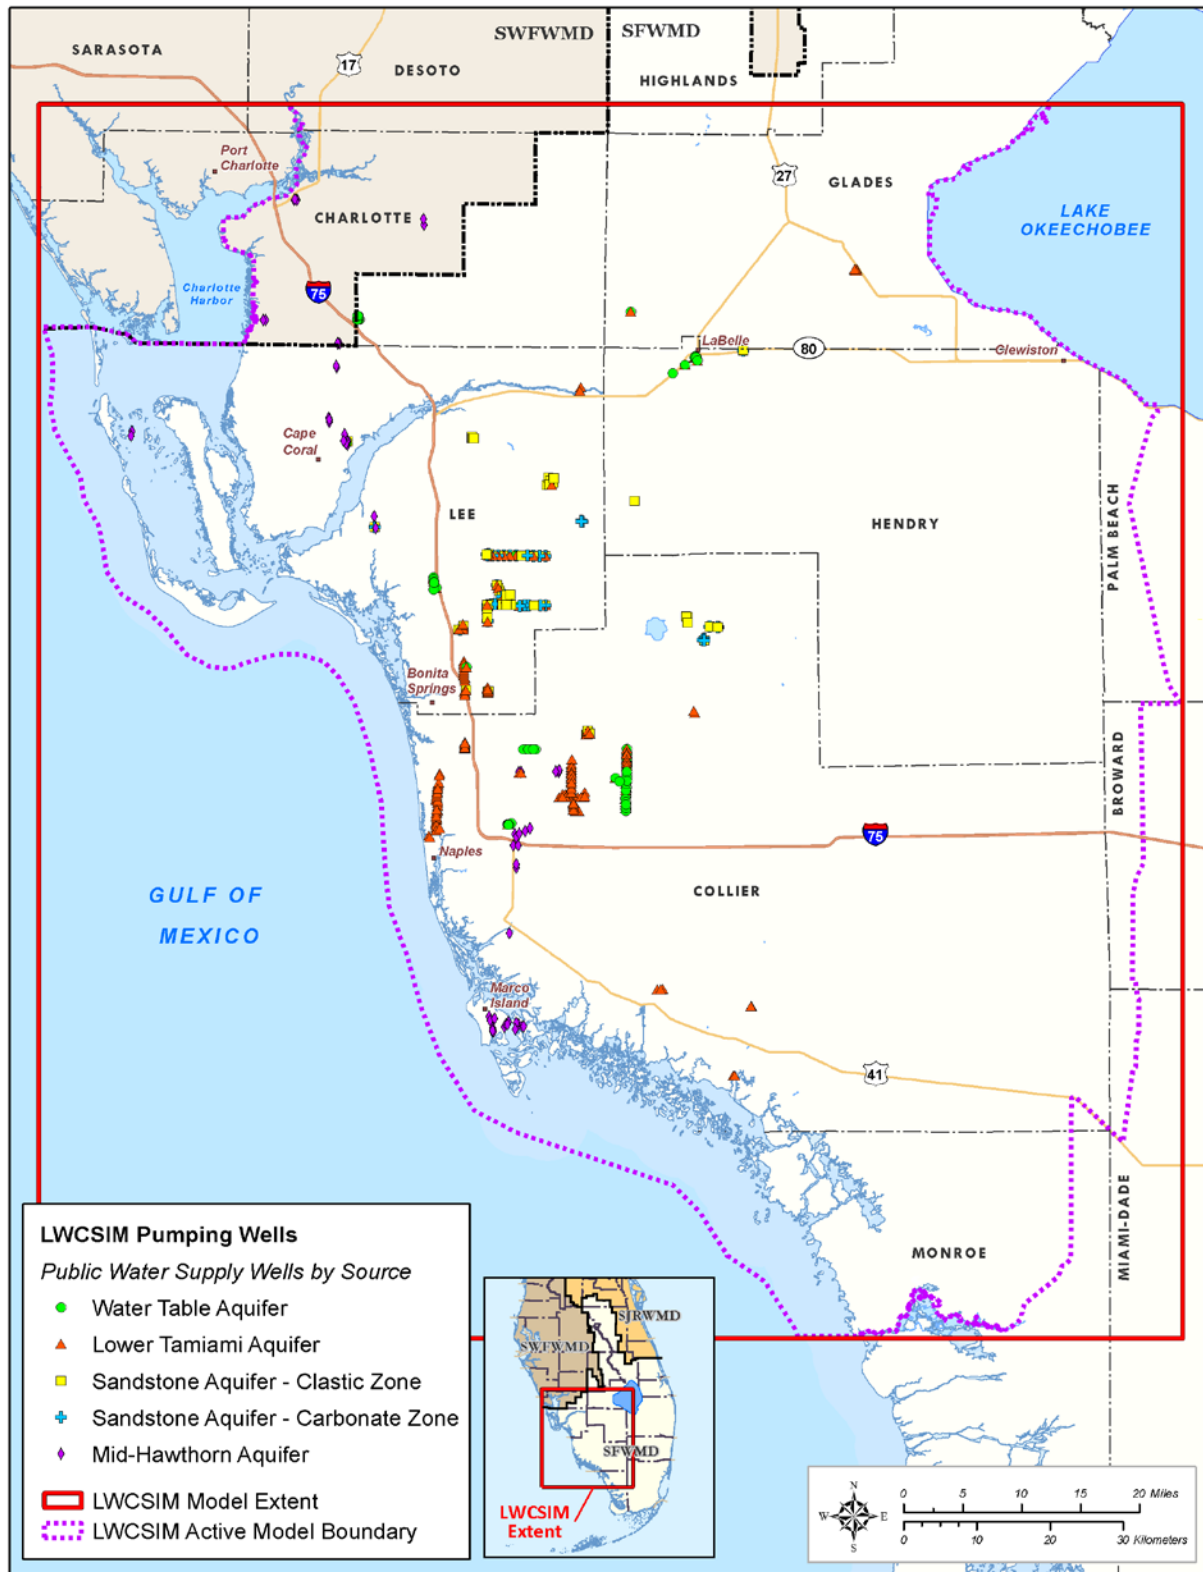 SARASOTA
17
DESOTO
SWFWMD
SFWMD
HIGHLANDS
Port
Charlotte
27
GLADES
CHARLOTTE
LAKE
OKEECHOBEE
Charlotte
Harbor
75
LaBelle
80
Clewiston
Cape
Coral
LEE
HENDRY
PALM BEACH
Bonita
Springs
BROWARD
75
Naples
COLLIER
GULF OF
MEXICO
Marco
Island
41
MIAMI-DADE
MONROE
LWCSIM Pumping Wells
Public Water Supply Wells by Source
Water Table Aquifer
Lower Tamiami Aquifer
Sandstone Aquifer - Clastic Zone
Sandstone Aquifer - Carbonate Zone
Mid-Hawthorn Aquifer
LWCSIM Model Extent
LWCSIM Active Model Boundary
SJRWMD
SWFWMD
SFWMD
LWCSIM
Extent
N
W E
S
0 5 10 15 20 Miles
0 10 20 30 Kilometers